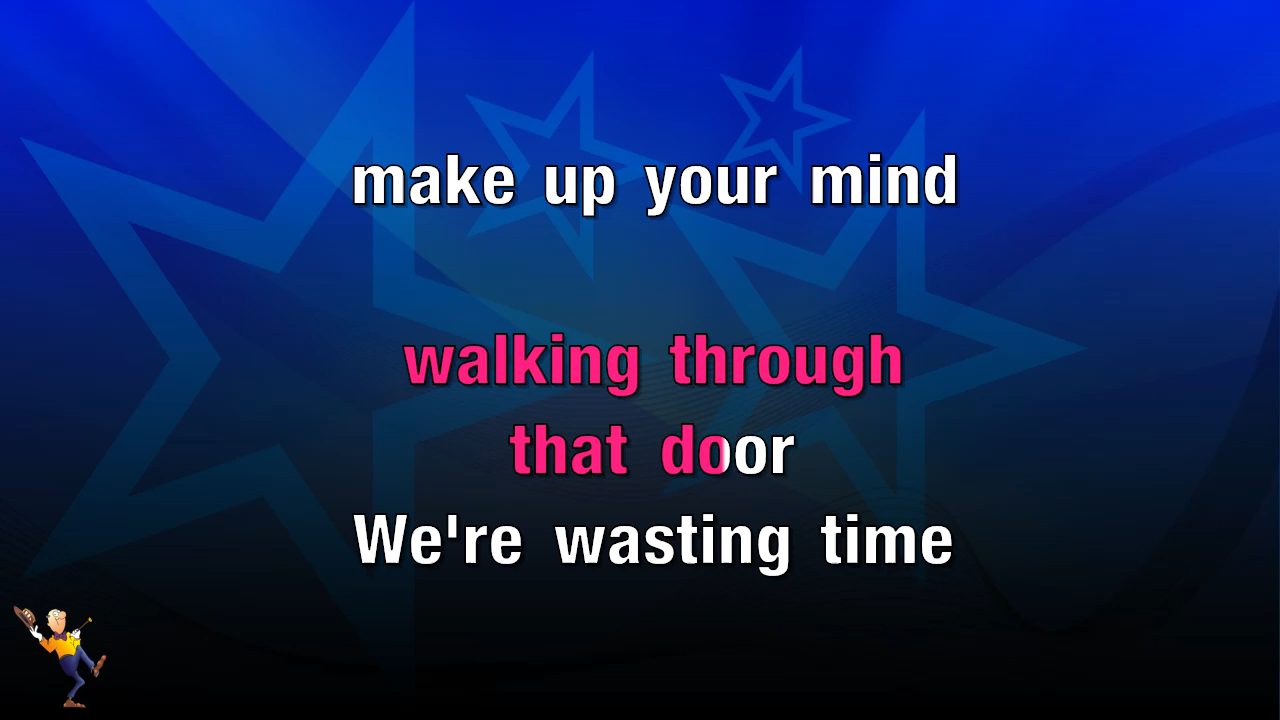 make up your mind
walking through
that door
We're wasting time